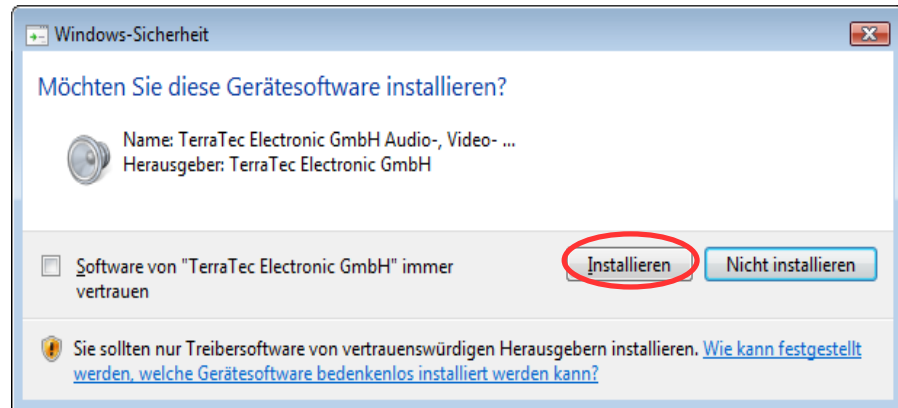 Windows-Sicherheit
Möchten Sie diese Gerätesoftware installieren?
Name: TerraTec Electronic GmbH Audio-, Video- ...
Herausgeber: TerraTec Electronic GmbH
Software von "TerraTec Electronic GmbH" immer
vertrauen
Installieren
Nicht installieren
Sie sollten nur Treibersoftware von vertrauenswürdigen Herausgebern installieren. Wie kann festgestellt
werden, welche Gerätesoftware bedenkenlos installiert werden kann?